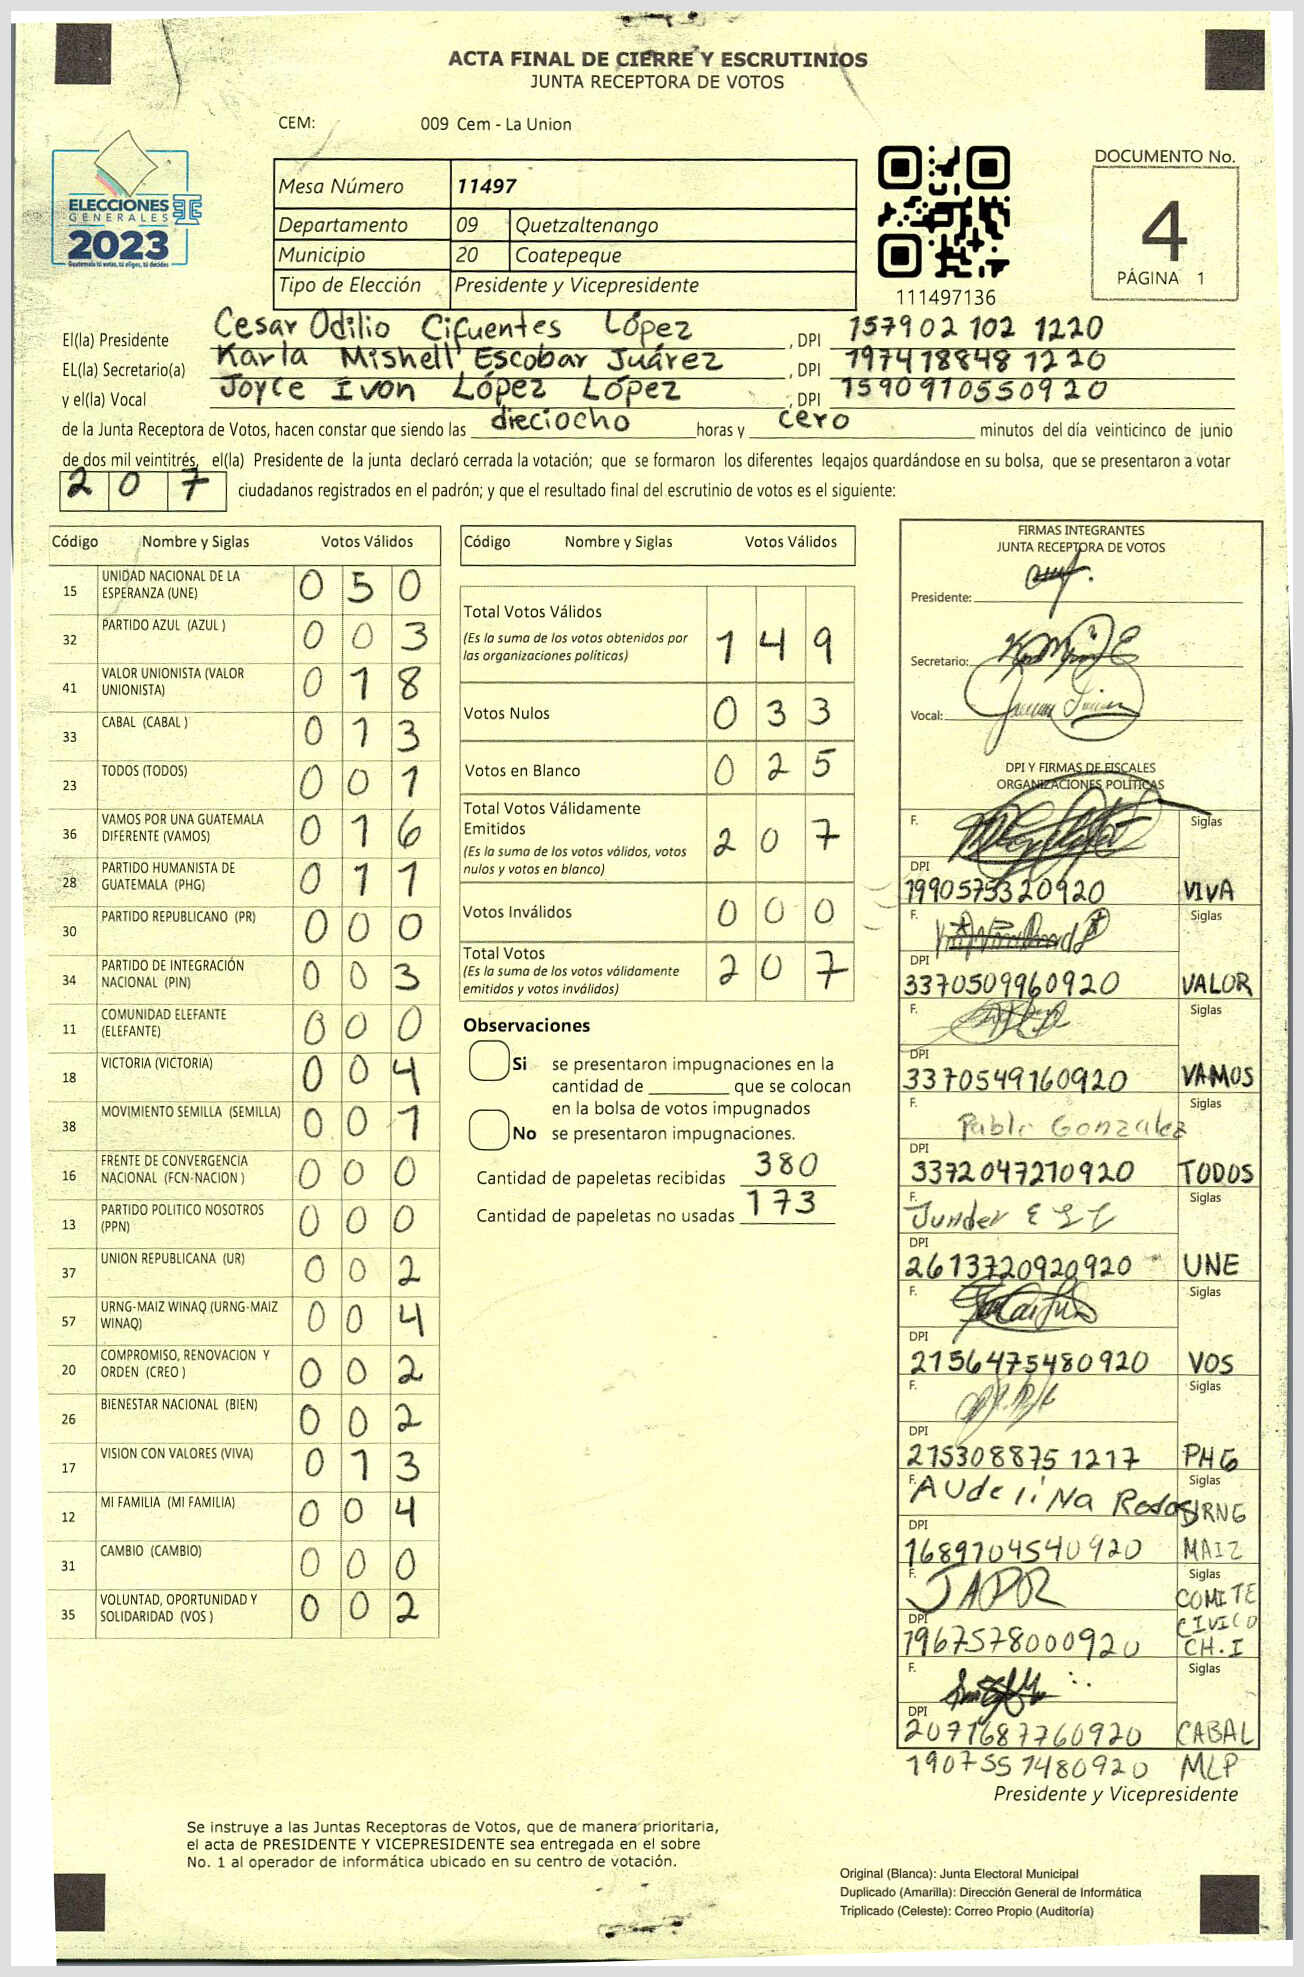 ACTA FINAL DE CIERRE Y ESCRUTINIOS
JUNTA RECEPTORA DE VOTOS
CEM: 009 Cem - La Union
ELECCIONES
GENERALES
2023
Guatemala tú votas, tú eliges, tú decides
Mesa Número 11497
Departamento 09 Quetzaltenango
Municipio 20 Coatepeque
Tipo de Elección Presidente y Vicepresidente
111497136
DOCUMENTO No.
4
PÁGINA 1
El(la) Presidente Cesar Odilio Cifuentes López , DPI 157902 102 1220
EL(la) Secretario(a) Karla Mishell Escobar Juárez , DPI 197418848 1220
y el(la) Vocal Joyce Ivon López López , DPI 1590910550920
de la Junta Receptora de Votos, hacen constar que siendo las dieciocho horas y cero minutos del día veinticinco de junio
de dos mil veintitrés, el(la) Presidente de la junta declaró cerrada la votación; que se formaron los diferentes legajos guardándose en su bolsa, que se presentaron a votar
207 ciudadanos registrados en el padrón; y que el resultado final del escrutinio de votos es el siguiente:
Código Nombre y Siglas Votos Válidos
15 UNIDAD NACIONAL DE LA ESPERANZA (UNE) 0 5 0
32 PARTIDO AZUL (AZUL ) 0 0 3
41 VALOR UNIONISTA (VALOR UNIONISTA) 0 1 8
33 CABAL (CABAL ) 0 1 3
23 TODOS (TODOS) 0 0 1
36 VAMOS POR UNA GUATEMALA DIFERENTE (VAMOS) 0 1 6
28 PARTIDO HUMANISTA DE GUATEMALA (PHG) 0 1 1
30 PARTIDO REPUBLICANO (PR) 0 0 0
34 PARTIDO DE INTEGRACIÓN NACIONAL (PIN) 0 0 3
11 COMUNIDAD ELEFANTE (ELEFANTE) 0 0 0
18 VICTORIA (VICTORIA) 0 0 4
38 MOVIMIENTO SEMILLA (SEMILLA) 0 0 1
16 FRENTE DE CONVERGENCIA NACIONAL (FCN-NACION ) 0 0 0
13 PARTIDO POLITICO NOSOTROS (PPN) 0 0 0
37 UNION REPUBLICANA (UR) 0 0 2
57 URNG-MAIZ WINAQ (URNG-MAIZ WINAQ) 0 0 4
20 COMPROMISO, RENOVACION Y ORDEN (CREO ) 0 0 2
26 BIENESTAR NACIONAL (BIEN) 0 0 2
17 VISION CON VALORES (VIVA) 0 1 3
12 MI FAMILIA (MI FAMILIA) 0 0 4
31 CAMBIO (CAMBIO) 0 0 0
35 VOLUNTAD, OPORTUNIDAD Y SOLIDARIDAD (VOS ) 0 0 2
Código Nombre y Siglas Votos Válidos
Total Votos Válidos 1 4 9
(Es la suma de los votos obtenidos por
las organizaciones políticas)
Votos Nulos 0 3 3
Votos en Blanco 0 2 5
Total Votos Válidamente
Emitidos 2 0 7
(Es la suma de los votos válidos, votos
nulos y votos en blanco)
Votos Inválidos 0 0 0
Total Votos 2 0 7
(Es la suma de los votos válidamente
emitidos y votos inválidos)
Observaciones
Si se presentaron impugnaciones en la
cantidad de que se colocan
en la bolsa de votos impugnados
No se presentaron impugnaciones.
Cantidad de papeletas recibidas 380
Cantidad de papeletas no usadas 173
FIRMAS INTEGRANTES
JUNTA RECEPTORA DE VOTOS
Presidente:
Secretario:
Vocal:
DPI Y FIRMAS DE FISCALES
ORGANIZACIONES POLÍTICAS
F. Siglas
DPI
1990575320920 VIVA
F. Siglas
DPI
3370509960920 VALOR
F. Siglas
DPI
3370549160920 VAMOS
F. Pablo Gonzalez Siglas
DPI
3372047210920 TODOS
F. Junder Siglas
DPI
2613720920920 UNE
F. Siglas
DPI
2156475480920 VOS
F. Siglas
DPI
215308875 1217 PHG
F. Audelina Rodas Siglas
URNG
DPI
1689704540920 MAIZ
F. JAPR Siglas
COMITE
CIVICO
DPI
1967578000920 CH.I
F. Siglas
DPI
2071687760920 CABAL
1907557480920 MLP
Presidente y Vicepresidente
Se instruye a las Juntas Receptoras de Votos, que de manera prioritaria,
el acta de PRESIDENTE Y VICEPRESIDENTE sea entregada en el sobre
No. 1 al operador de informática ubicado en su centro de votación.
Original (Blanca): Junta Electoral Municipal
Duplicado (Amarilla): Dirección General de Informática
Triplicado (Celeste): Correo Propio (Auditoría)